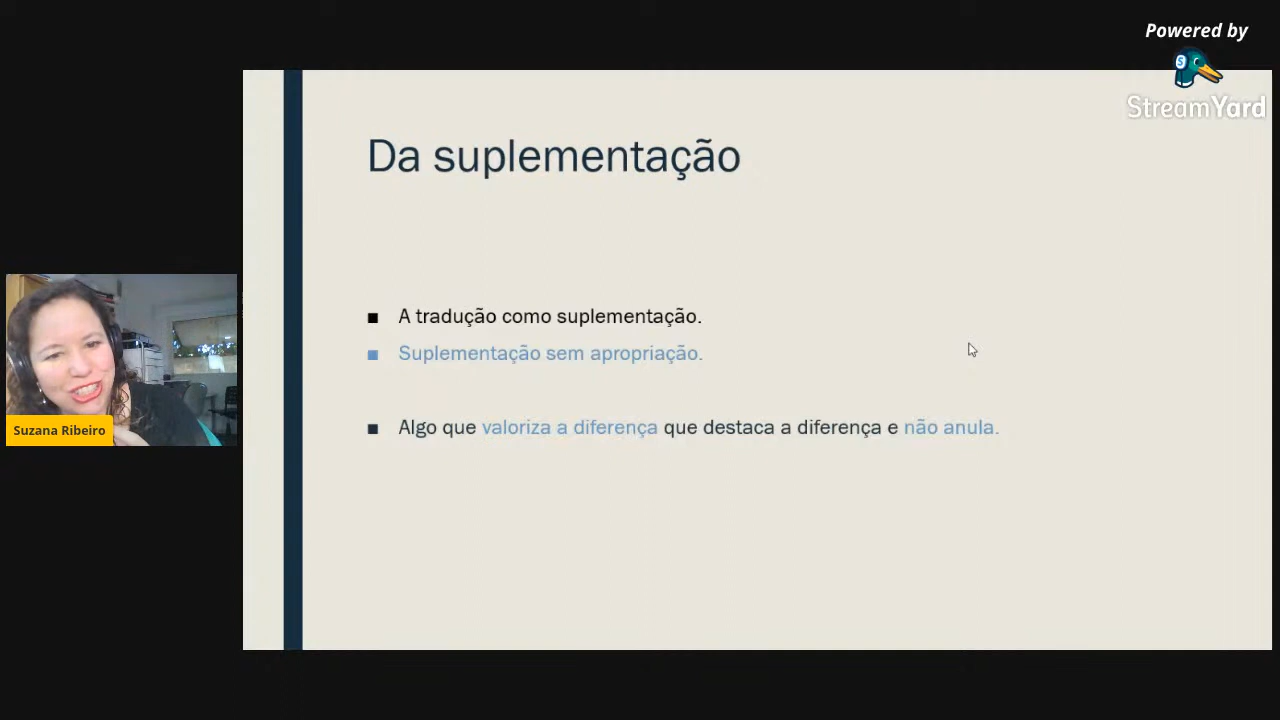 Powered by
StreamYard
Da suplementação
A tradução como suplementação.
Suplementação sem apropriação.
Algo que valoriza a diferença que destaca a diferença e não anula.
Suzana Ribeiro